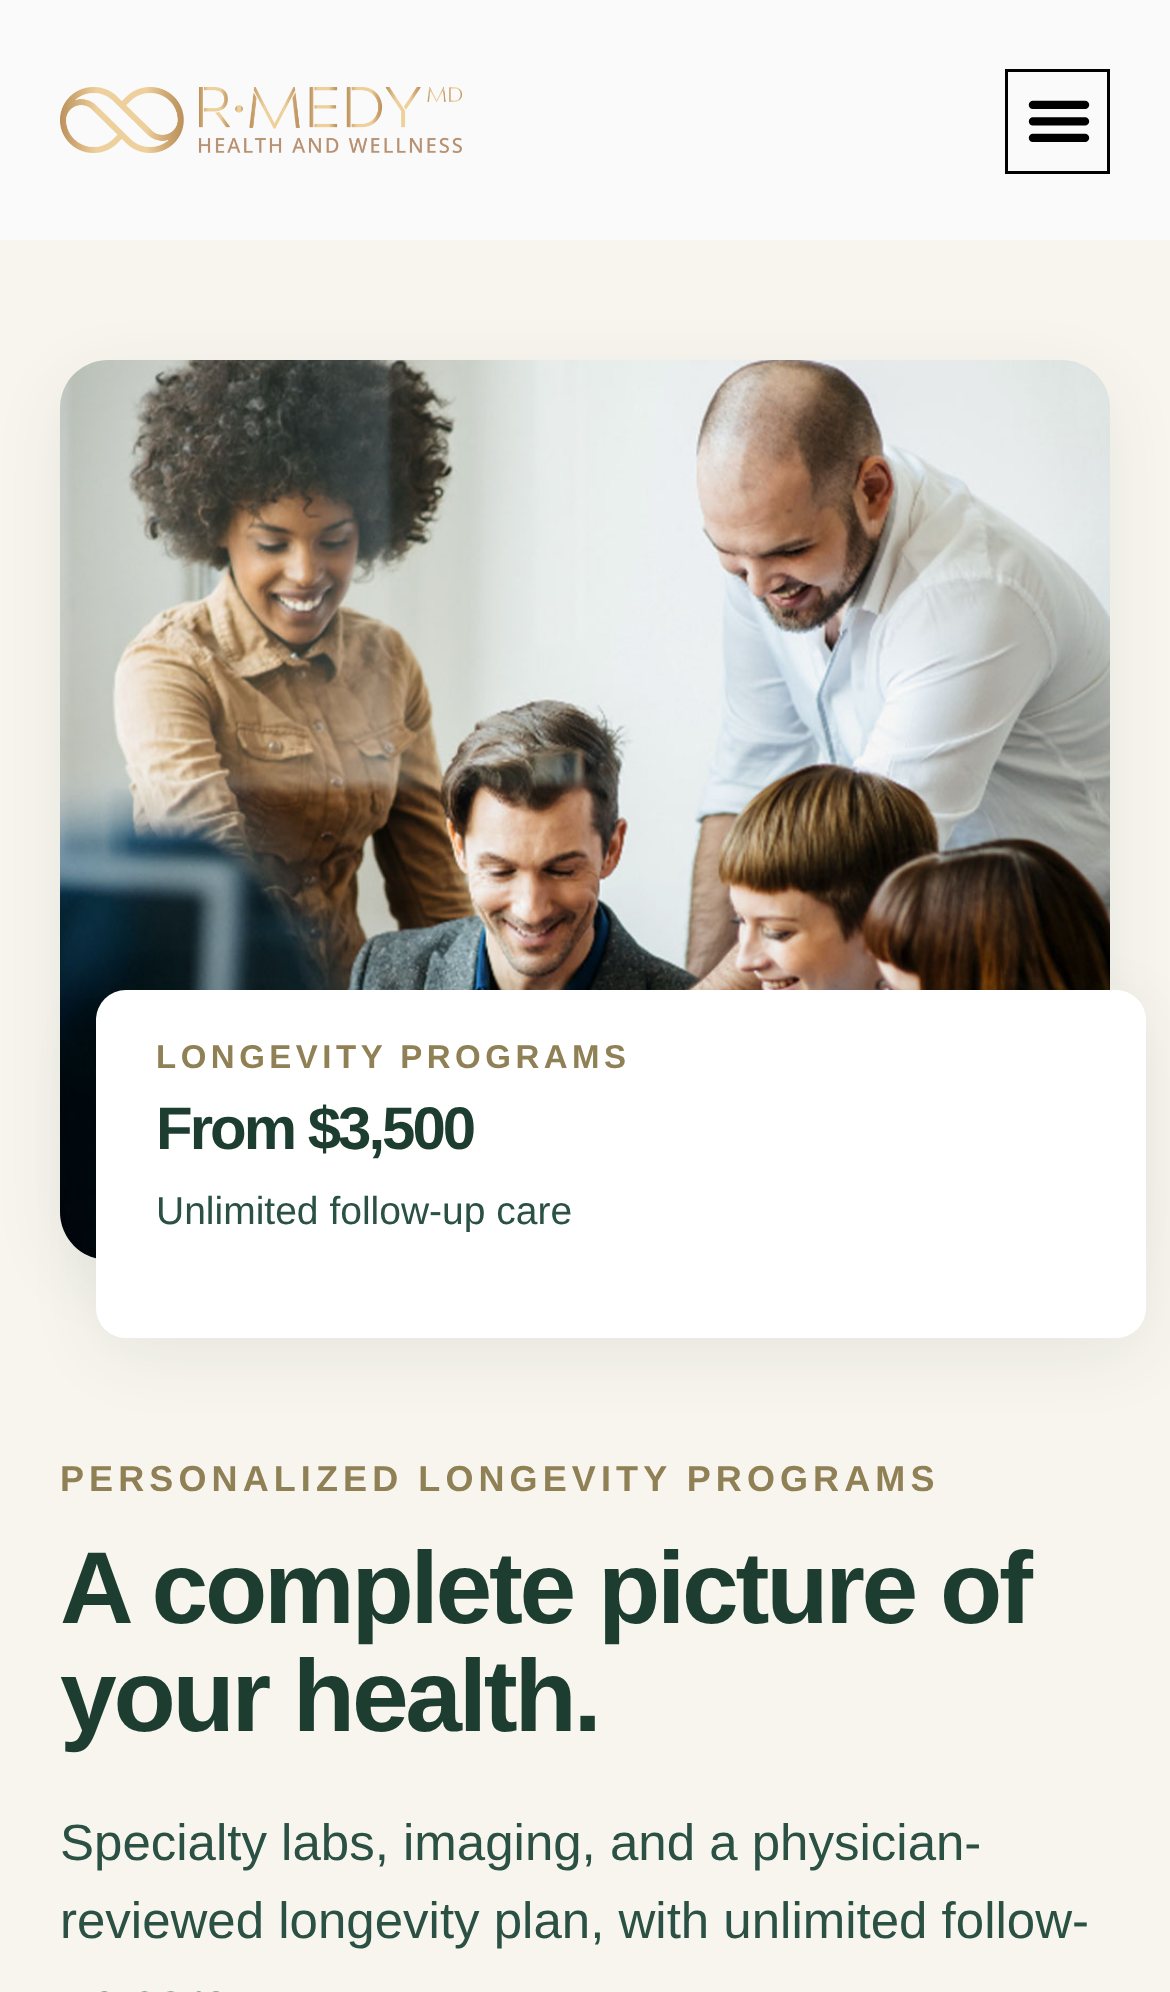 R·MEDY MD
HEALTH AND WELLNESS
LONGEVITY PROGRAMS
From $3,500
Unlimited follow-up care
PERSONALIZED LONGEVITY PROGRAMS
A complete picture of
your health.
Specialty labs, imaging, and a physician-
reviewed longevity plan, with unlimited follow-